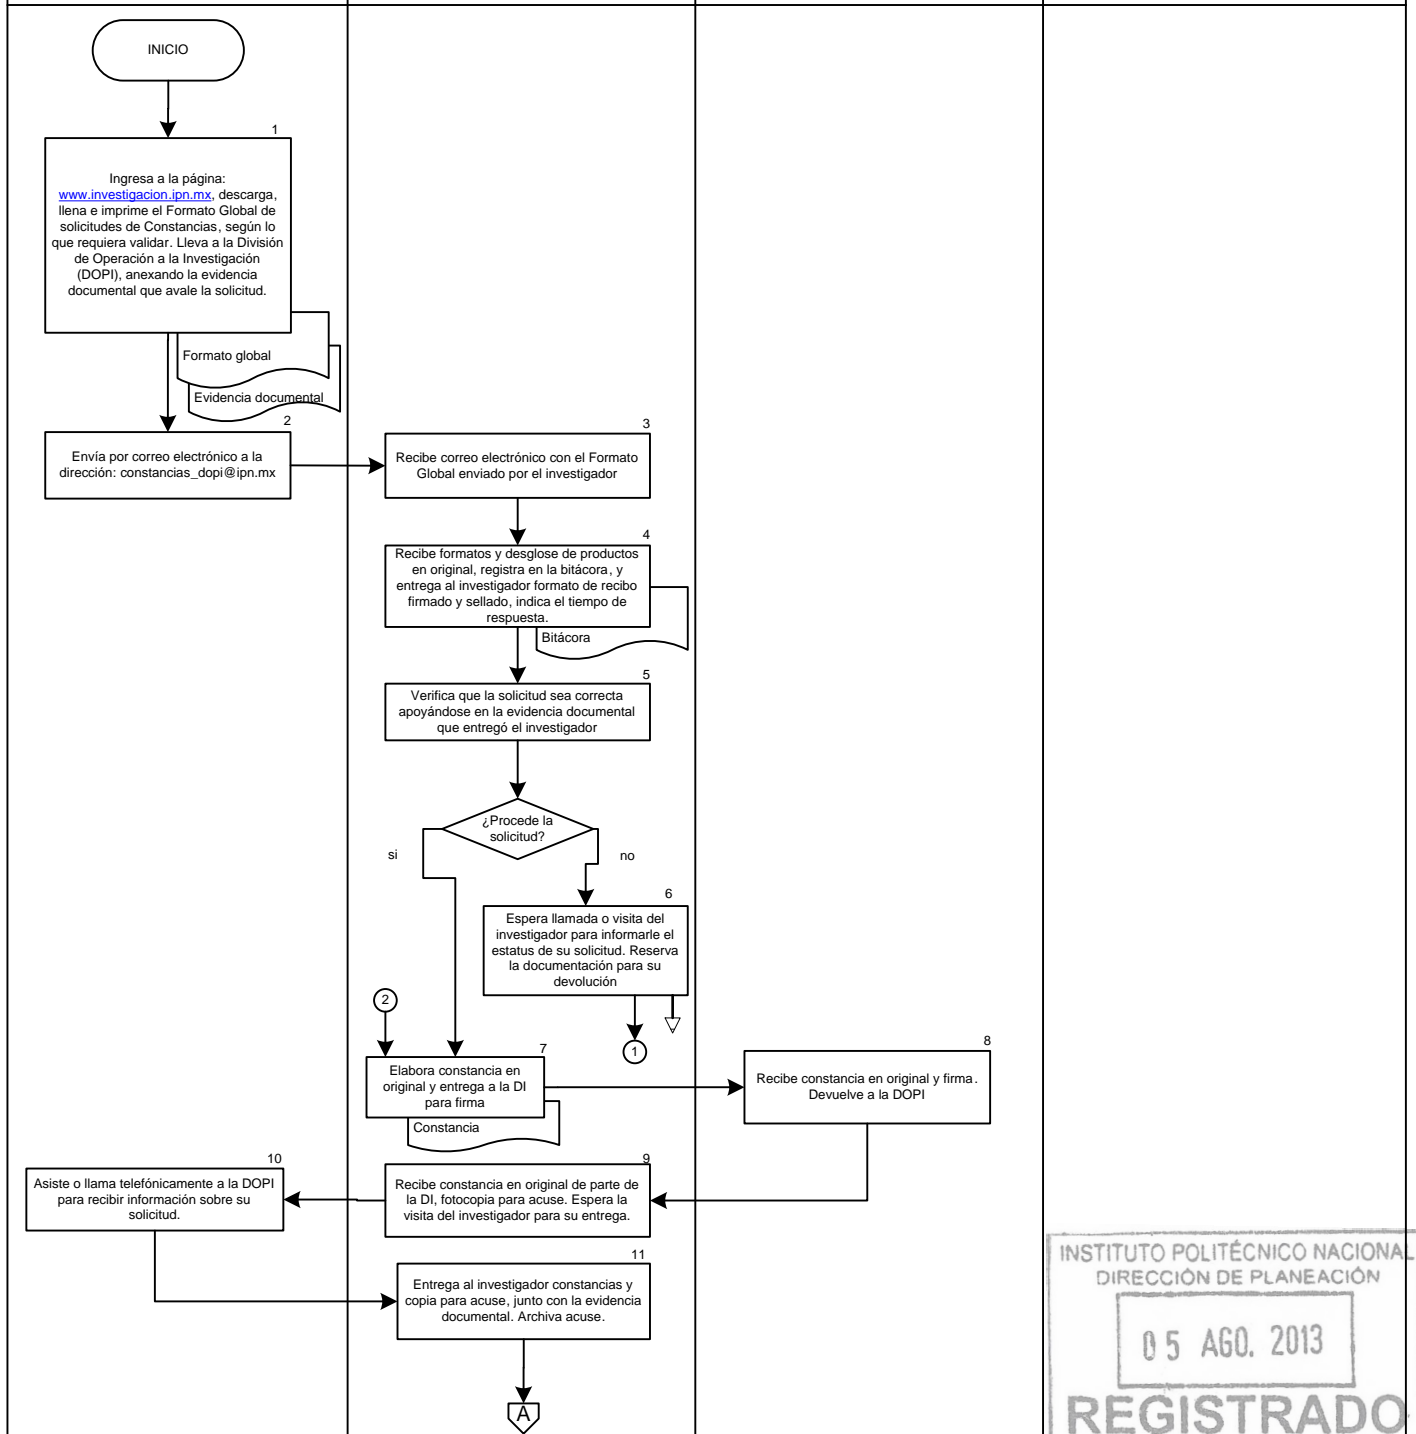 INICIO
1
Ingresa a la página:
www.investigacion.ipn.mx, descarga,
llena e imprime el Formato Global de
solicitudes de Constancias, según lo
que requiera validar. Lleva a la División
de Operación a la Investigación
(DOPI), anexando la evidencia
documental que avale la solicitud.
Formato global
Evidencia documental
2
Envía por correo electrónico a la
dirección: constancias_dopi@ipn.mx
3
Recibe correo electrónico con el Formato
Global enviado por el investigador
4
Recibe formatos y desglose de productos
en original, registra en la bitácora, y
entrega al investigador formato de recibo
firmado y sellado, indica el tiempo de
respuesta.
Bitácora
5
Verifica que la solicitud sea correcta
apoyándose en la evidencia documental
que entregó el investigador
¿Procede la
solicitud?
si
no
6
Espera llamada o visita del
investigador para informarle el
estatus de su solicitud. Reserva
la documentación para su
devolución
2
1
7
Elabora constancia en
original y entrega a la DI
para firma
Constancia
8
Recibe constancia en original y firma.
Devuelve a la DOPI
9
Recibe constancia en original de parte de
la DI, fotocopia para acuse. Espera la
visita del investigador para su entrega.
10
Asiste o llama telefónicamente a la DOPI
para recibir información sobre su
solicitud.
11
Entrega al investigador constancias y
copia para acuse, junto con la evidencia
documental. Archiva acuse.
A
INSTITUTO POLITÉCNICO NACIONAL
DIRECCIÓN DE PLANEACIÓN
05 AGO. 2013
REGISTRADO